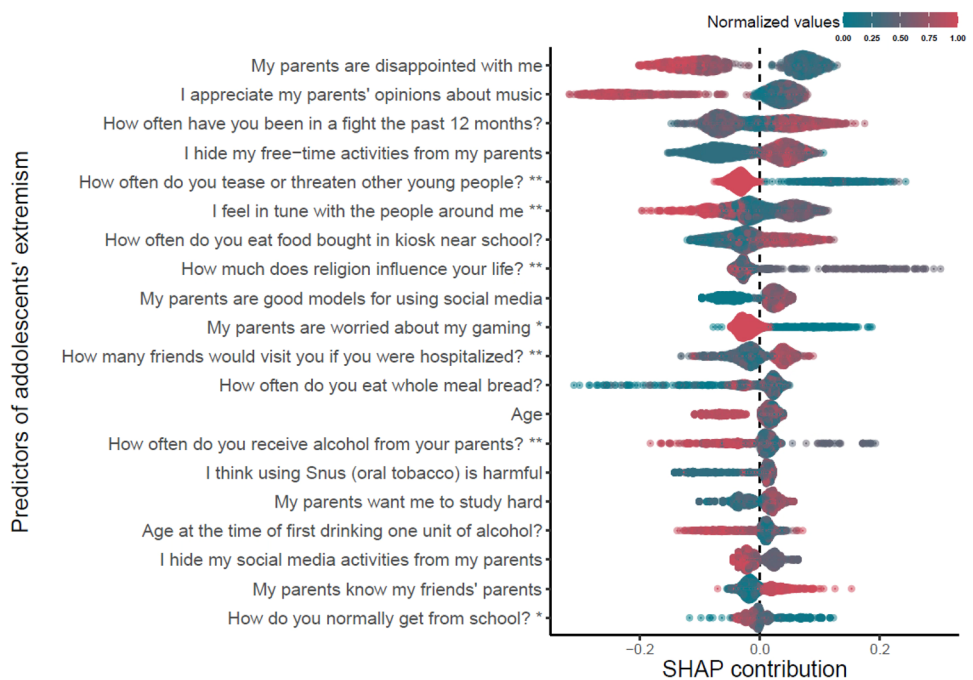 Normalized values
0.00 0.25 0.50 0.75 1.00
Predictors of addolescents' extremism
My parents are disappointed with me
I appreciate my parents' opinions about music
How often have you been in a fight the past 12 months?
I hide my free−time activities from my parents
How often do you tease or threaten other young people? **
I feel in tune with the people around me **
How often do you eat food bought in kiosk near school?
How much does religion influence your life? **
My parents are good models for using social media
My parents are worried about my gaming *
How many friends would visit you if you were hospitalized? **
How often do you eat whole meal bread?
Age
How often do you receive alcohol from your parents? **
I think using Snus (oral tobacco) is harmful
My parents want me to study hard
Age at the time of first drinking one unit of alcohol?
I hide my social media activities from my parents
My parents know my friends' parents
How do you normally get from school? *
−0.2 0.0 0.2
SHAP contribution